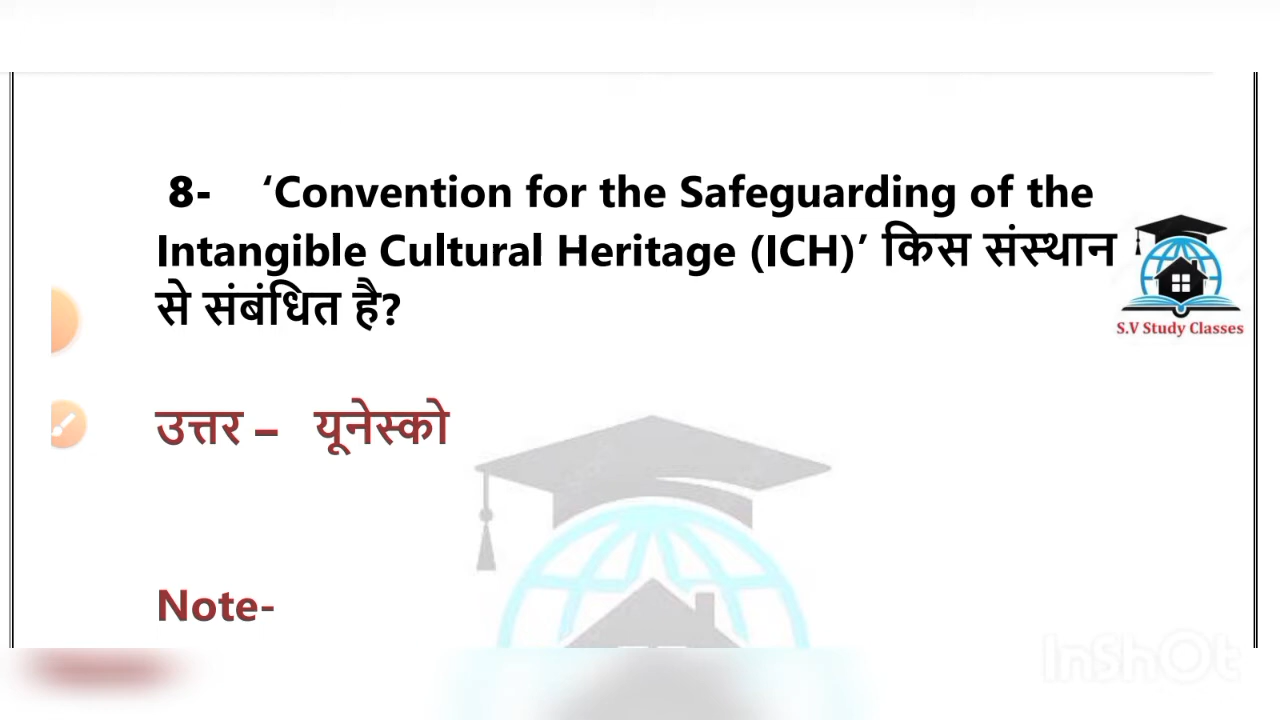 8- ‘Convention for the Safeguarding of the
Intangible Cultural Heritage (ICH)’ किस संस्थान
से संबंधित है?
S.V Study Classes
उत्तर – यूनेस्को
Note-
InShOt